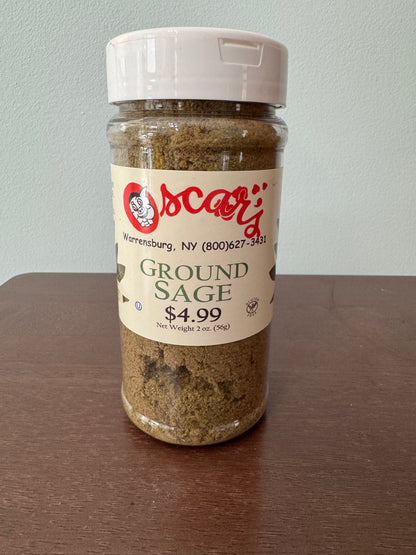 Oscar's
Warrensburg, NY (800)627-3431
GROUND
SAGE
$4.99
Net Weight 2 oz. (56g)